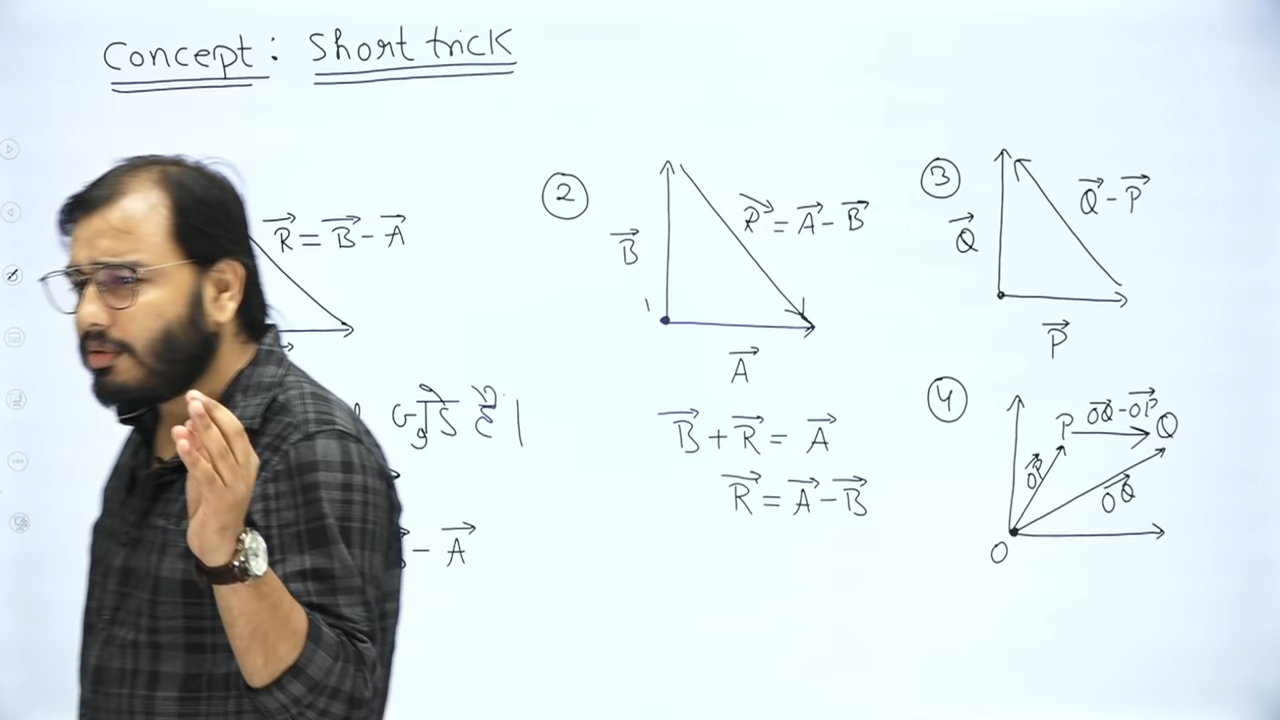 Concept: Short trick
R⃗ = B⃗ - A⃗
- A⃗
②
B⃗
R⃗ = A⃗ - B⃗
A⃗
B⃗ + R⃗ = A⃗
R⃗ = A⃗ - B⃗
③
Q⃗
Q⃗ - P⃗
P⃗
④
P OQ⃗ - OP⃗ Q
OP⃗
OQ⃗
O